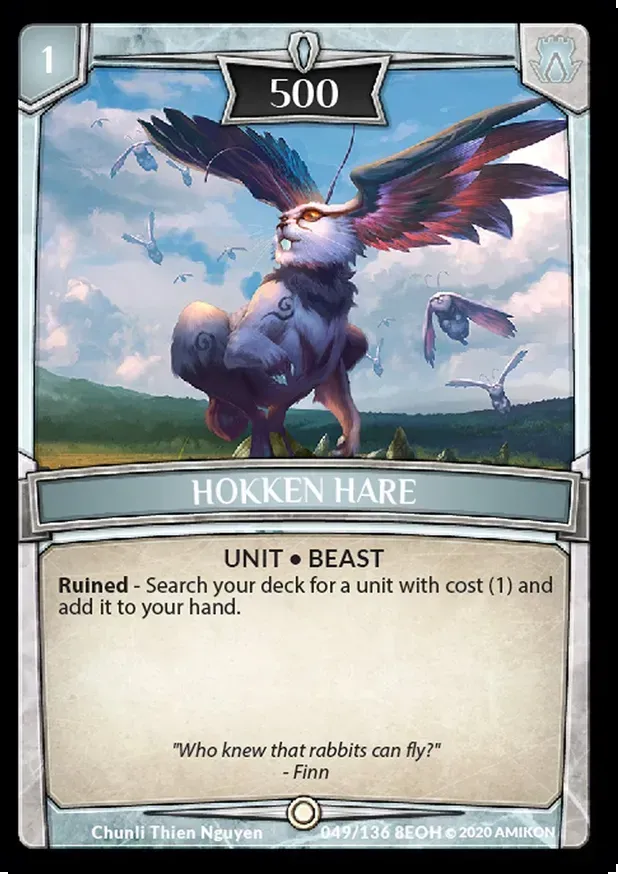 1
500
HOKKEN HARE
UNIT • BEAST
Ruined - Search your deck for a unit with cost (1) and
add it to your hand.
"Who knew that rabbits can fly?"
- Finn
Chunli Thien Nguyen
049/136 8EOH © 2020 AMIKON